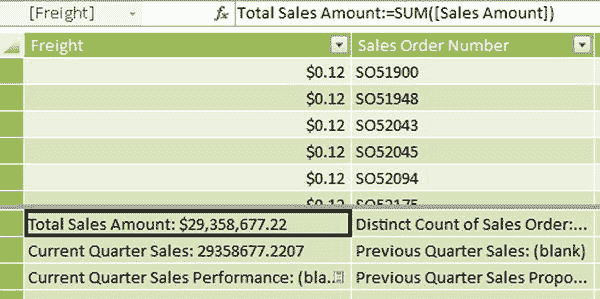 [Freight] fx Total Sales Amount:=SUM([Sales Amount])
Freight Sales Order Number
$0.12 SO51900
$0.12 SO51948
$0.12 SO52043
$0.12 SO52045
$0.12 SO52094
$0.12 SO52175
Total Sales Amount: $29,358,677.22 Distinct Count of Sales Order:...
Current Quarter Sales: 29358677.2207 Previous Quarter Sales: (blank)
Current Quarter Sales Performance: (bla... Previous Quarter Sales Propo...